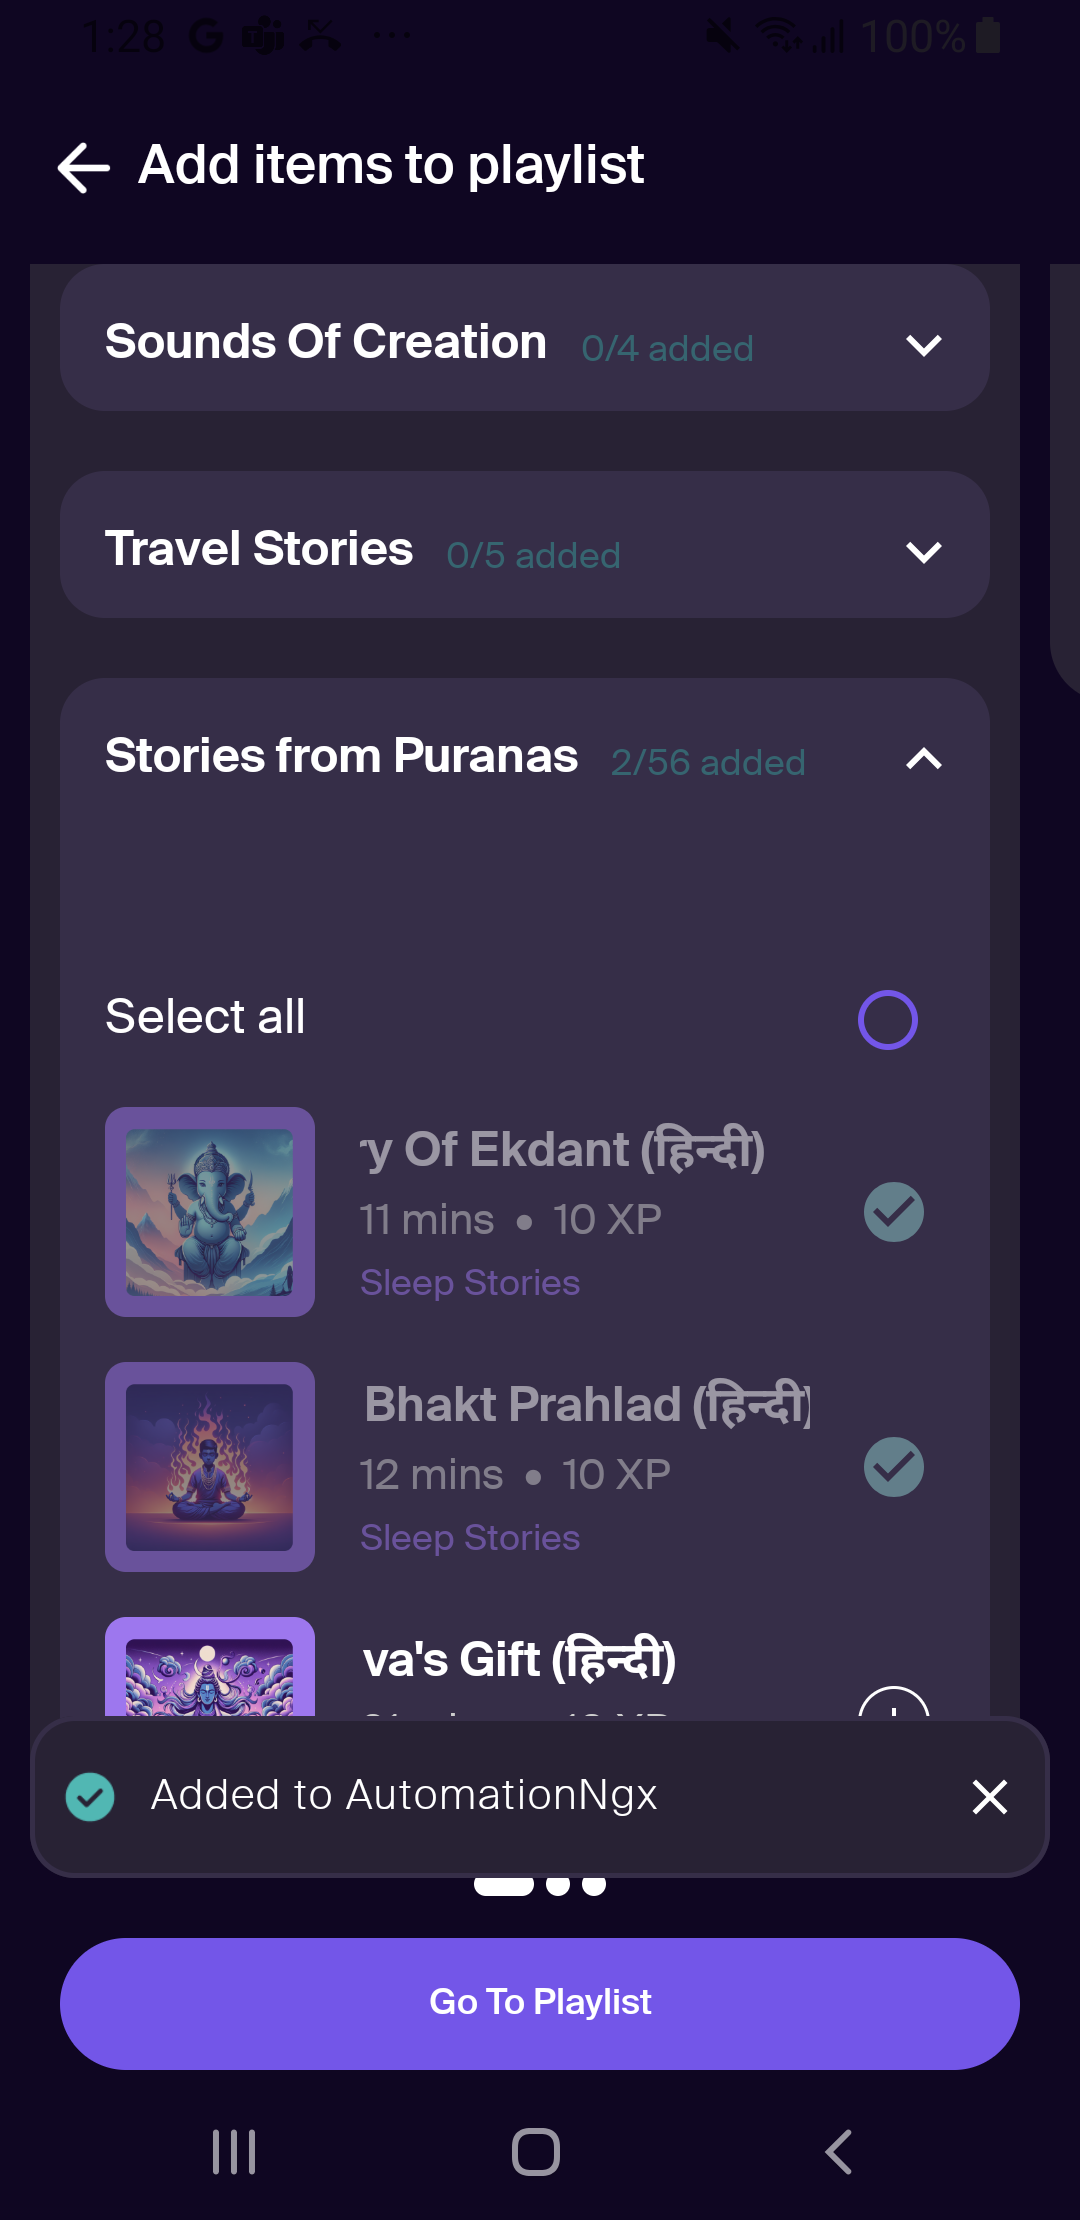 1:28
100%
Add items to playlist
Sounds Of Creation 0/4 added
Travel Stories 0/5 added
Stories from Puranas 2/56 added
Select all
ry Of Ekdant (हिन्दी)
11 mins • 10 XP
Sleep Stories
Bhakt Prahlad (हिन्दी)
12 mins • 10 XP
Sleep Stories
va's Gift (हिन्दी)
Added to AutomationNgx
Go To Playlist